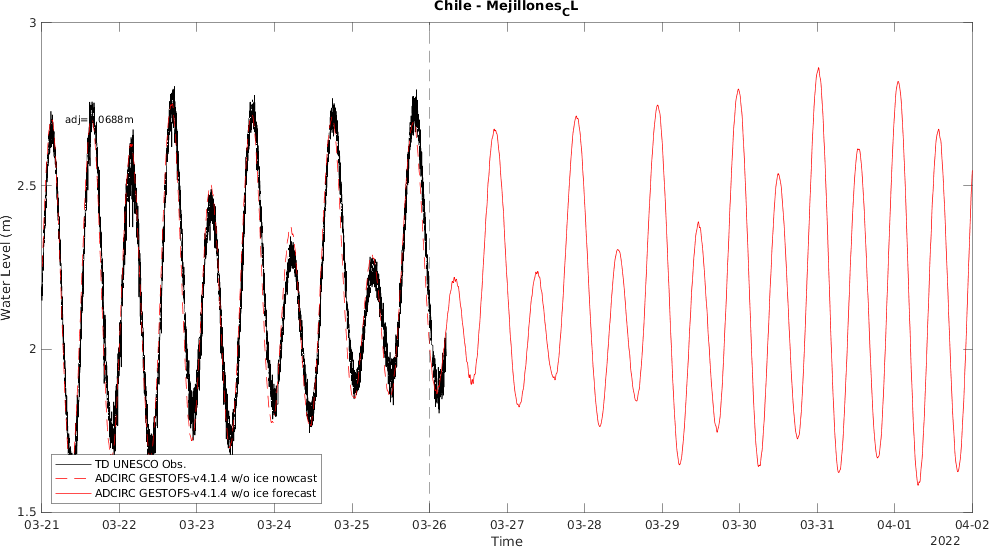 Chile - Mejillones_CL
3
adj= 0688m
2.5
Water Level (m)
2
TD UNESCO Obs.
ADCIRC GESTOFS-v4.1.4 w/o ice nowcast
ADCIRC GESTOFS-v4.1.4 w/o ice forecast
1.5
03-21 03-22 03-23 03-24 03-25 03-26 03-27 03-28 03-29 03-30 03-31 04-01 04-02
Time
2022